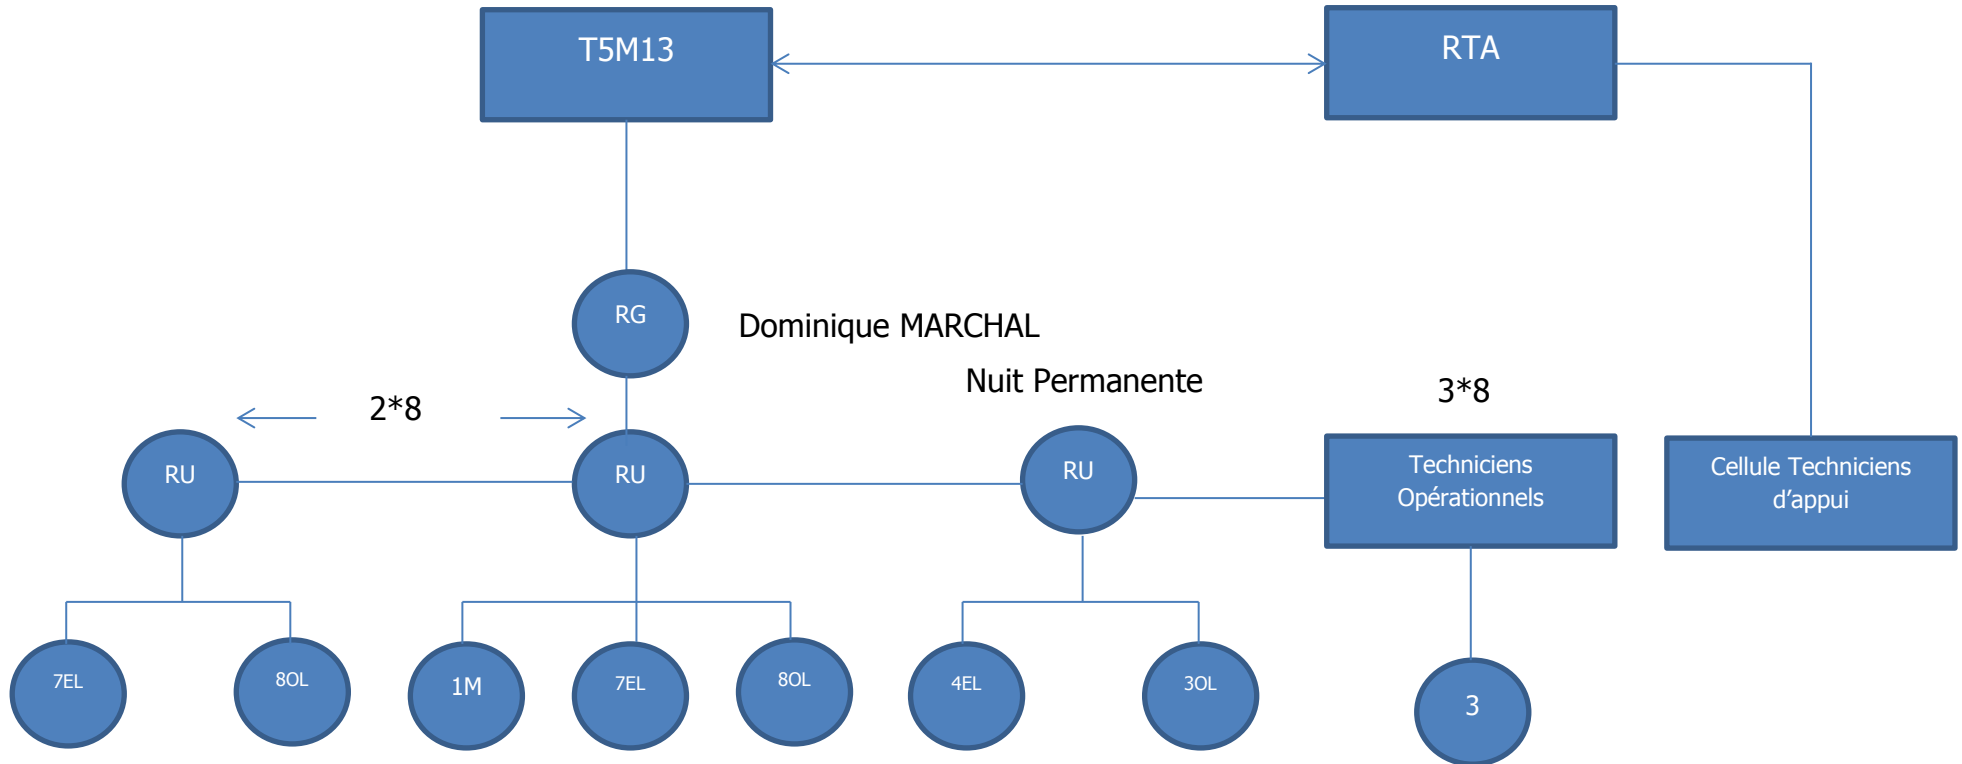 T5M13
RTA
RG
Dominique MARCHAL
Nuit Permanente
2*8
3*8
RU
RU
RU
Techniciens
Opérationnels
Cellule Techniciens
d’appui
7EL
8OL
1M
7EL
8OL
4EL
3OL
3